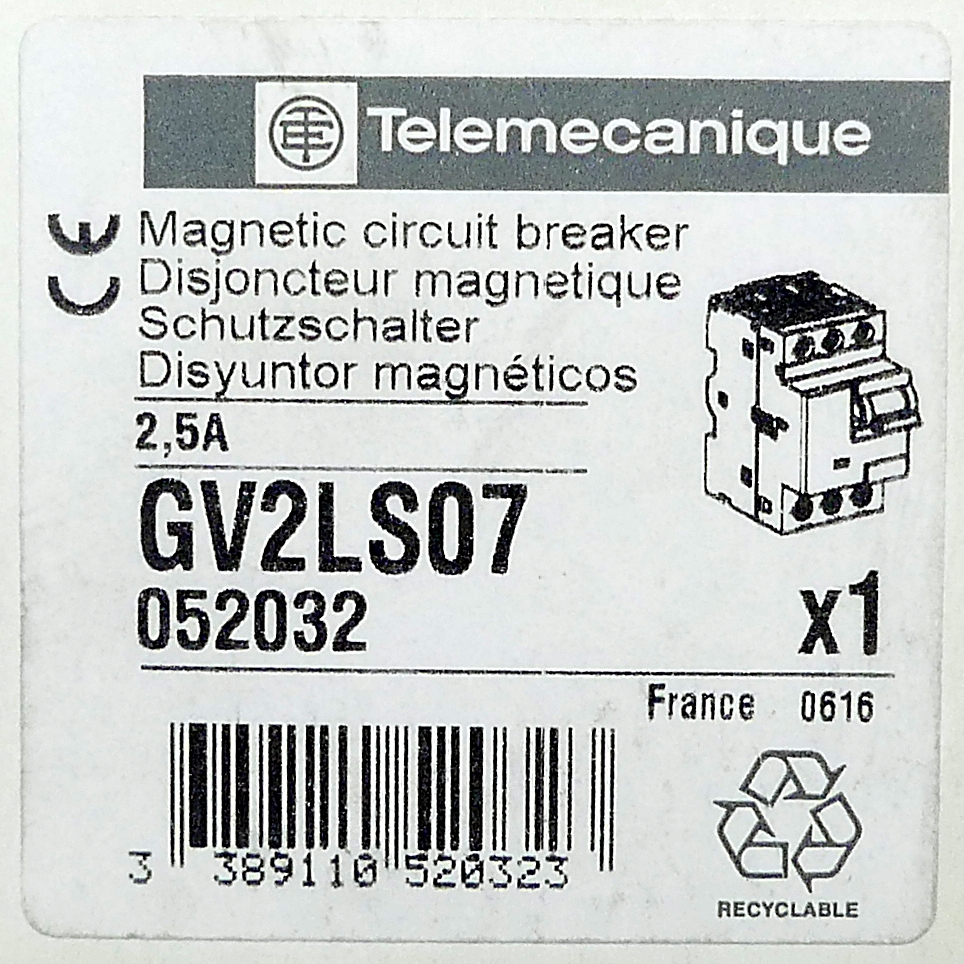 Telemecanique
CE
Magnetic circuit breaker
Disjoncteur magnetique
Schutzschalter
Disyuntor magnéticos
2,5A
GV2LS07
052032
x1
France 0616
3 389110 520323
RECYCLABLE